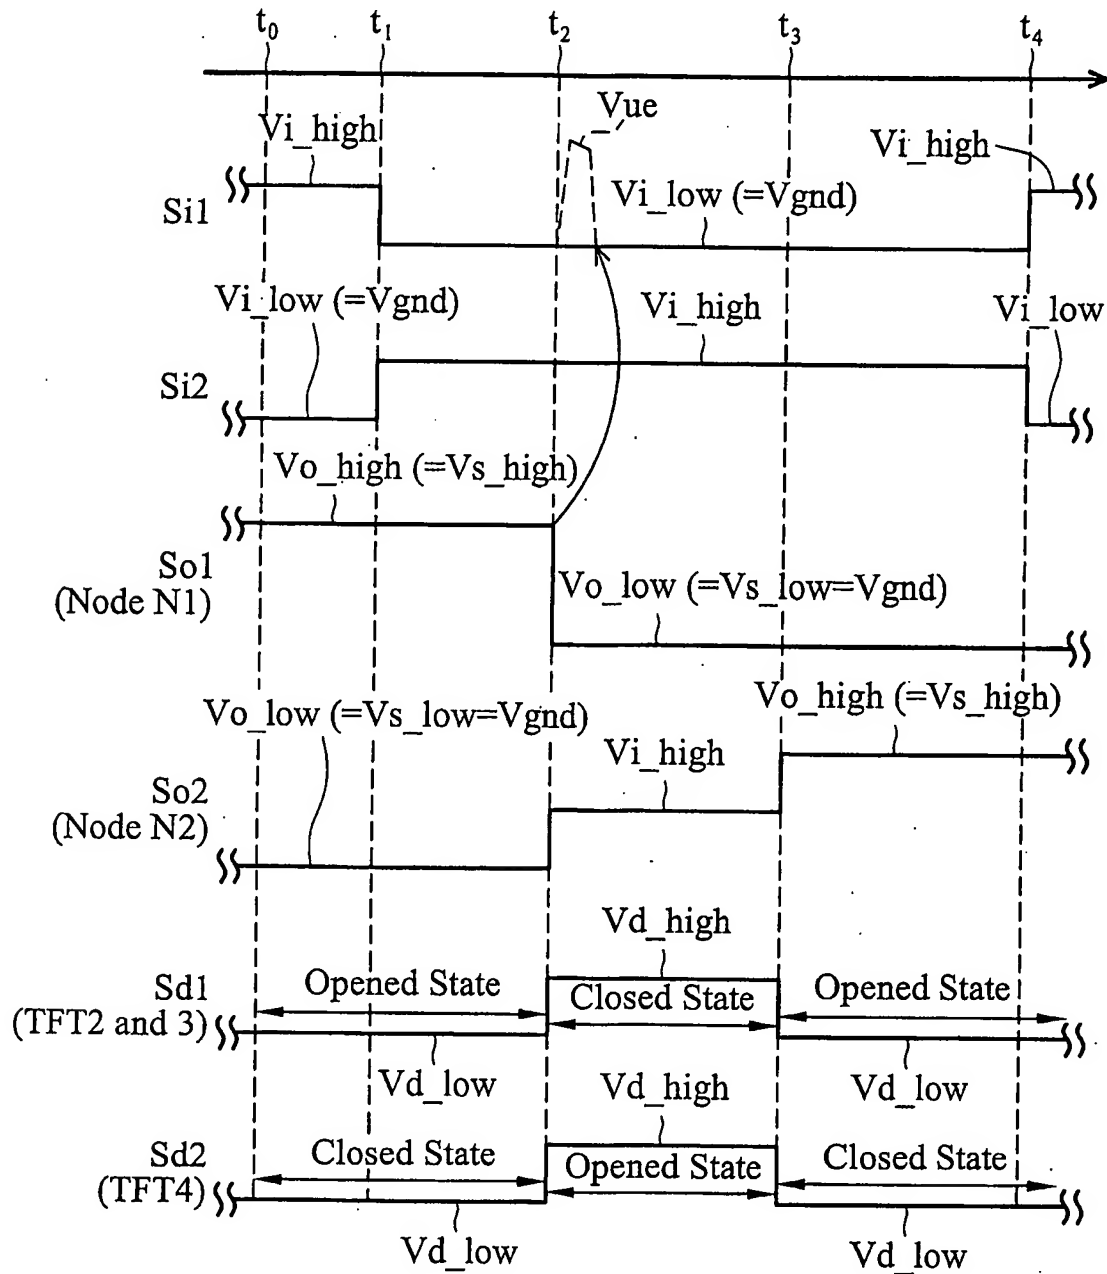 t0 t1 t2 t3 t4
Vue
Vi_high
Vi_high
Si1
Vi_low (=Vgnd)
Vi_low (=Vgnd)
Vi_high
Vi_low
Si2
Vo_high (=Vs_high)
So1
(Node N1)
Vo_low (=Vs_low=Vgnd)
Vo_low (=Vs_low=Vgnd)
Vo_high (=Vs_high)
Vi_high
So2
(Node N2)
Vd_high
Sd1
(TFT2 and 3)
Opened State
Closed State
Opened State
Vd_low
Vd_low
Vd_high
Sd2
(TFT4)
Closed State
Opened State
Closed State
Vd_low
Vd_low